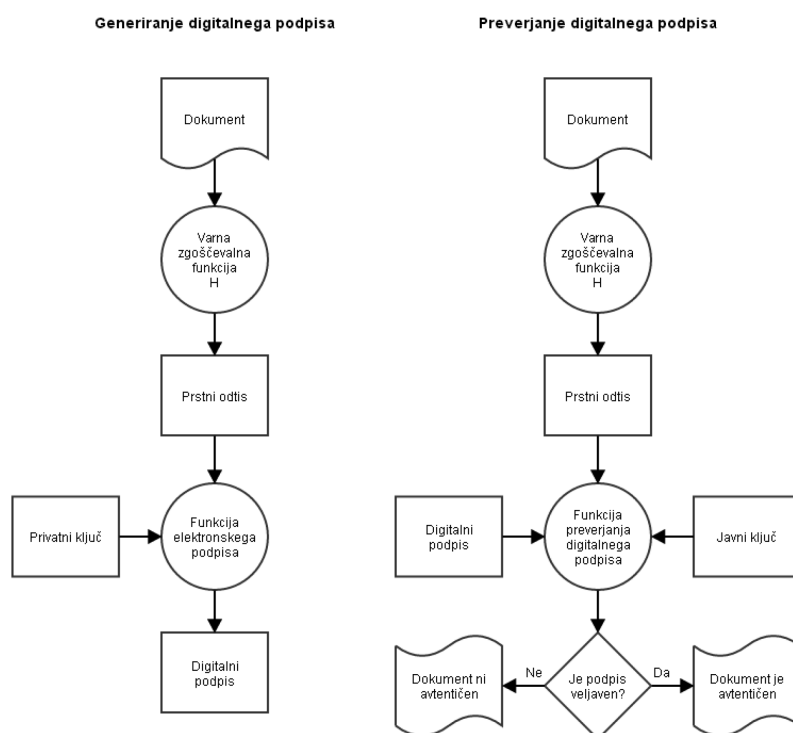 Generiranje digitalnega podpisa
Dokument
Varna
zgoščevalna
funkcija
H
Prstni odtis
Privatni ključ
Funkcija
elektronskega
podpisa
Digitalni
podpis
Preverjanje digitalnega podpisa
Dokument
Varna
zgoščevalna
funkcija
H
Prstni odtis
Digitalni
podpis
Funkcija
preverjanja
digitalnega
podpisa
Javni ključ
Dokument ni
avtentičen
Ne
Je podpis
veljaven?
Da
Dokument je
avtentičen